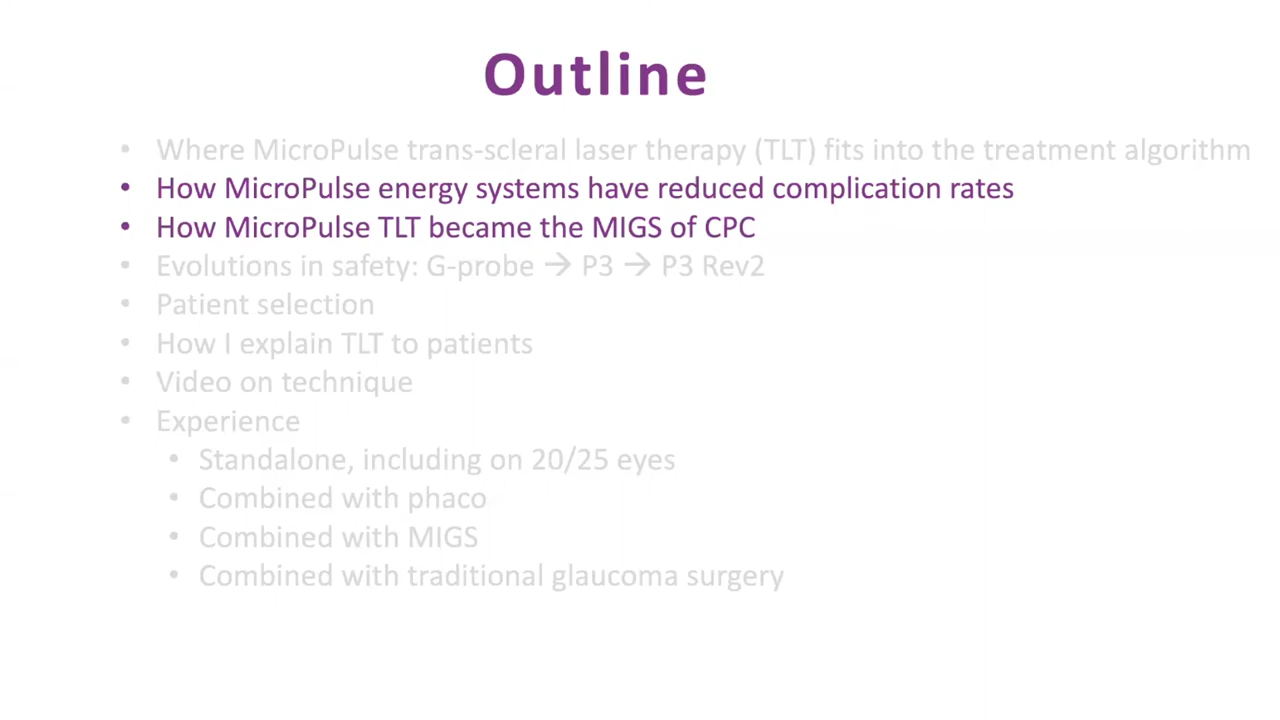 Outline
• Where MicroPulse trans-scleral laser therapy (TLT) fits into the treatment algorithm
• How MicroPulse energy systems have reduced complication rates
• How MicroPulse TLT became the MIGS of CPC
• Evolutions in safety: G-probe → P3 → P3 Rev2
• Patient selection
• How I explain TLT to patients
• Video on technique
• Experience
• Standalone, including on 20/25 eyes
• Combined with phaco
• Combined with MIGS
• Combined with traditional glaucoma surgery